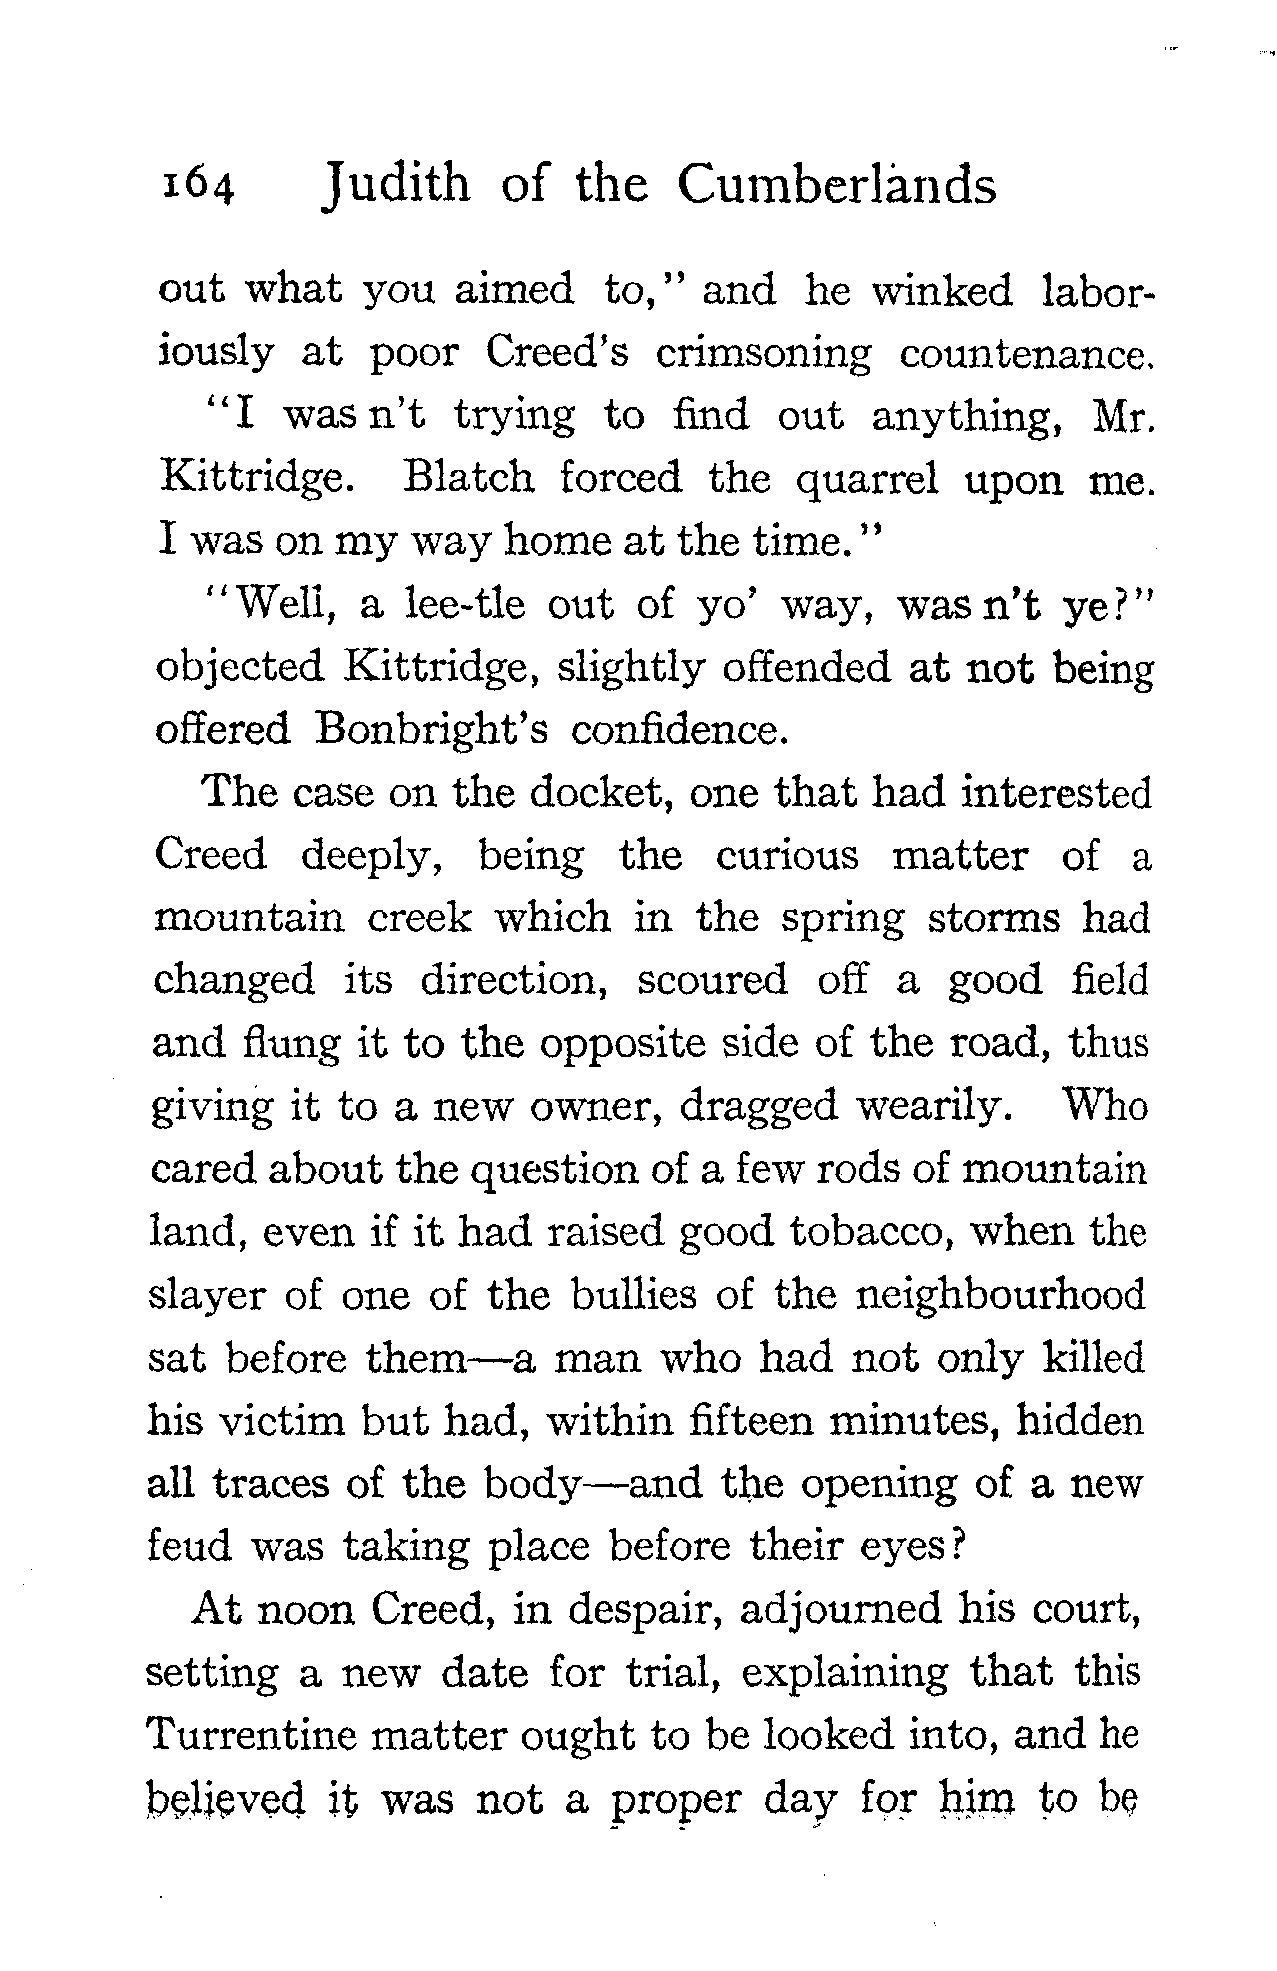 164 Judith of the Cumberlands
out what you aimed to," and he winked labor-
iously at poor Creed's crimsoning countenance.
"I was n't trying to find out anything, Mr.
Kittridge. Blatch forced the quarrel upon me.
I was on my way home at the time."
"Well, a lee-tle out of yo' way, was n't ye?"
objected Kittridge, slightly offended at not being
offered Bonbright's confidence.
The case on the docket, one that had interested
Creed deeply, being the curious matter of a
mountain creek which in the spring storms had
changed its direction, scoured off a good field
and flung it to the opposite side of the road, thus
giving it to a new owner, dragged wearily. Who
cared about the question of a few rods of mountain
land, even if it had raised good tobacco, when the
slayer of one of the bullies of the neighbourhood
sat before them—a man who had not only killed
his victim but had, within fifteen minutes, hidden
all traces of the body—and the opening of a new
feud was taking place before their eyes?
At noon Creed, in despair, adjourned his court,
setting a new date for trial, explaining that this
Turrentine matter ought to be looked into, and he
believed it was not a proper day for him to be